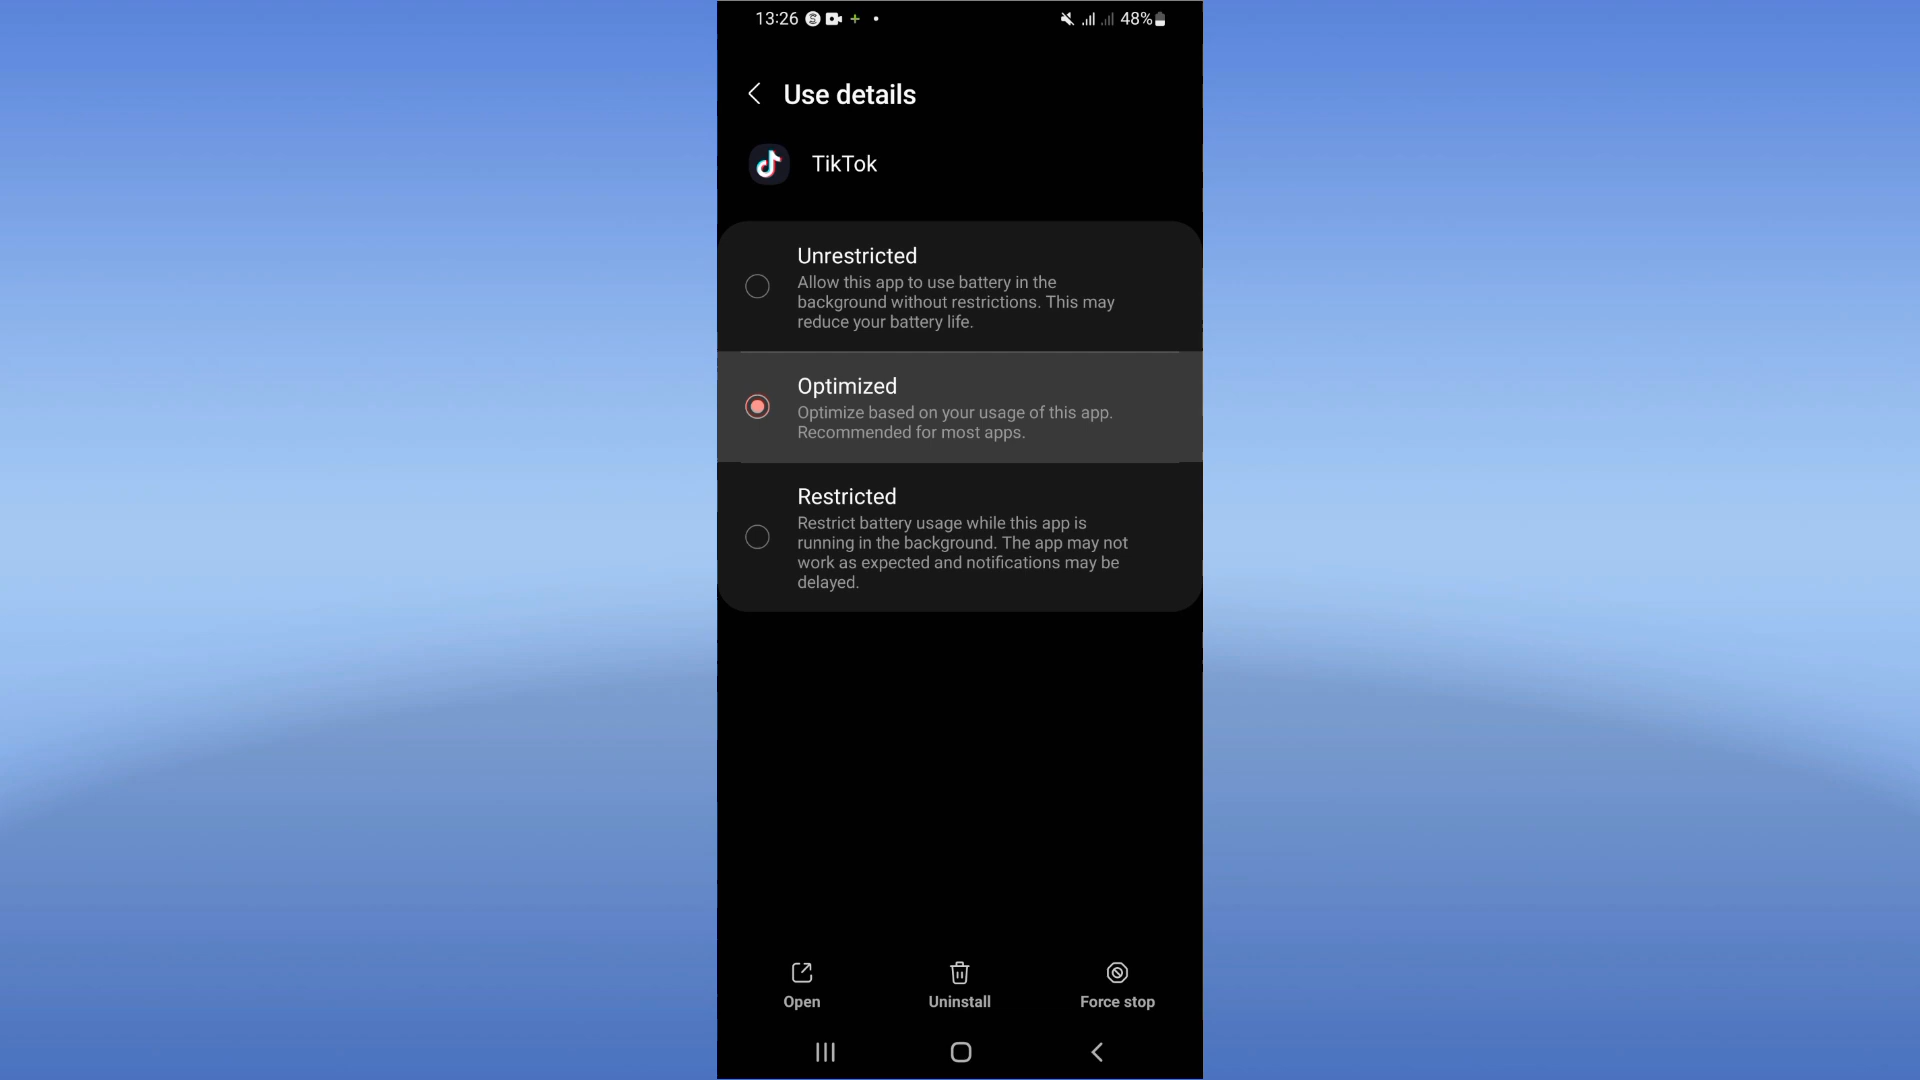 13:26
48%
Use details
TikTok
Unrestricted
Allow this app to use battery in the
background without restrictions. This may
reduce your battery life.
Optimized
Optimize based on your usage of this app.
Recommended for most apps.
Restricted
Restrict battery usage while this app is
running in the background. The app may not
work as expected and notifications may be
delayed.
Open
Uninstall
Force stop